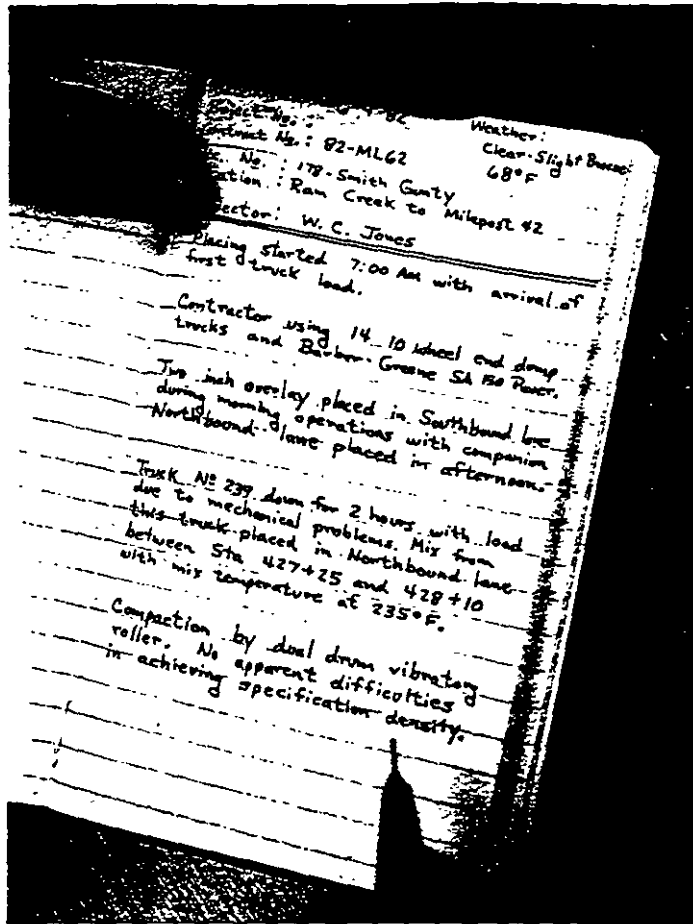 82
Weather:
Clear-Slight Breeze
68°F
No.:
Contract No.: 82-ML62
No.: 178-Smith County
: Ram Creek to Milepost 42
: W. C. Jones
Placing started 7:00 AM with arrival of
first truck load.
Contractor using 14 10 wheel end dump
trucks and Barber-Greene SA 150 Paver.
Two inch overlay placed in Southbound lane
during morning operations with companion
Northbound lane placed in afternoon.
Truck Nº 239 down for 2 hours with load
due to mechanical problems. Mix from
this truck placed in Northbound lane
between Sta 427+25 and 428+10
with mix temperature at 235°F.
Compaction by dual drum vibratory
roller. No apparent difficulties
in achieving specification density.